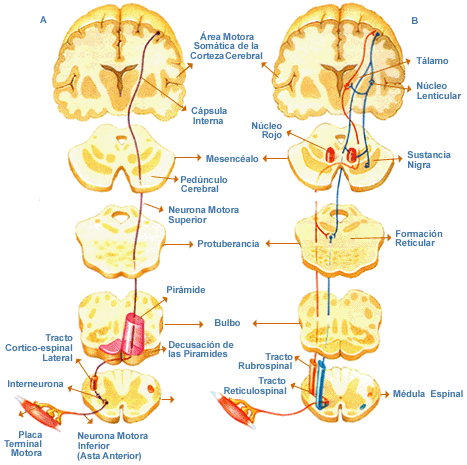 A
B
Área Motora
Somática de la
Corteza Cerebral
Tálamo
Núcleo
Lenticular
Cápsula
Interna
Núcleo
Rojo
Mesencéalo
Sustancia
Nigra
Pedúnculo
Cerebral
Neurona Motora
Superior
Protuberancia
Formación
Reticular
Pirámide
Bulbo
Tracto
Cortico-espinal
Lateral
Decusación de
las Piramides
Tracto
Rubrospinal
Interneurona
Tracto
Reticulospinal
Médula Espinal
Placa
Terminal
Motora
Neurona Motora
Inferior
(Asta Anterior)